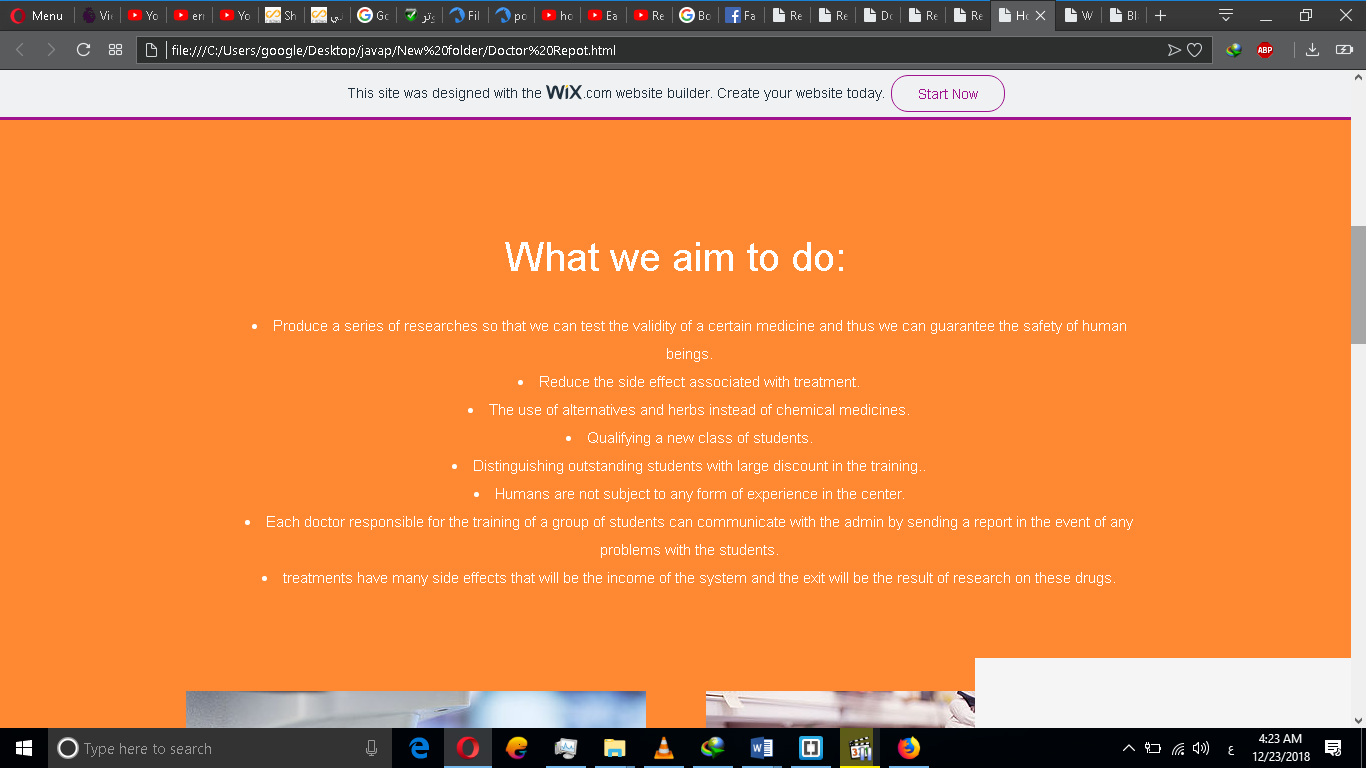 Menu
Vi
Yo
er
Yo
Sh
ـي
Go
وتر
Fil
po
ho
Ea
Re
Bo
Fa
Re
Re
Do
Re
Re
Ho
W
Bl
file:///C:/Users/google/Desktop/javap/New%20folder/Doctor%20Repot.html
ABP
This site was designed with the WiX.com website builder. Create your website today.
Start Now
What we aim to do:
• Produce a series of researches so that we can test the validity of a certain medicine and thus we can guarantee the safety of human
beings.
• Reduce the side effect associated with treatment.
• The use of alternatives and herbs instead of chemical medicines.
• Qualifying a new class of students.
• Distinguishing outstanding students with large discount in the training..
• Humans are not subject to any form of experience in the center.
• Each doctor responsible for the training of a group of students can communicate with the admin by sending a report in the event of any
problems with the students.
• treatments have many side effects that will be the income of the system and the exit will be the result of research on these drugs.
Type here to search
ع
4:23 AM
12/23/2018